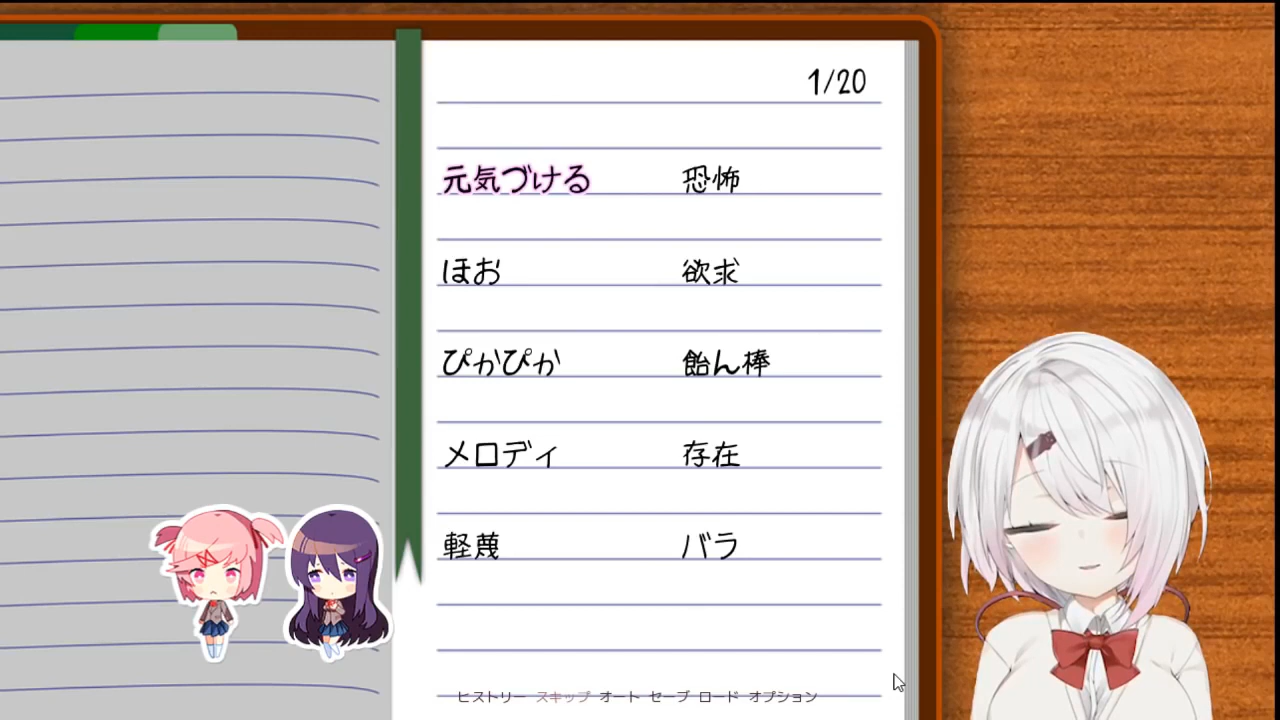 1/20
元気づける 恐怖
ほお 欲求
ぴかぴか 飴ん棒
メロディ 存在
軽蔑 バラ
ヒストリー スキップ オート セーブ ロード オプション